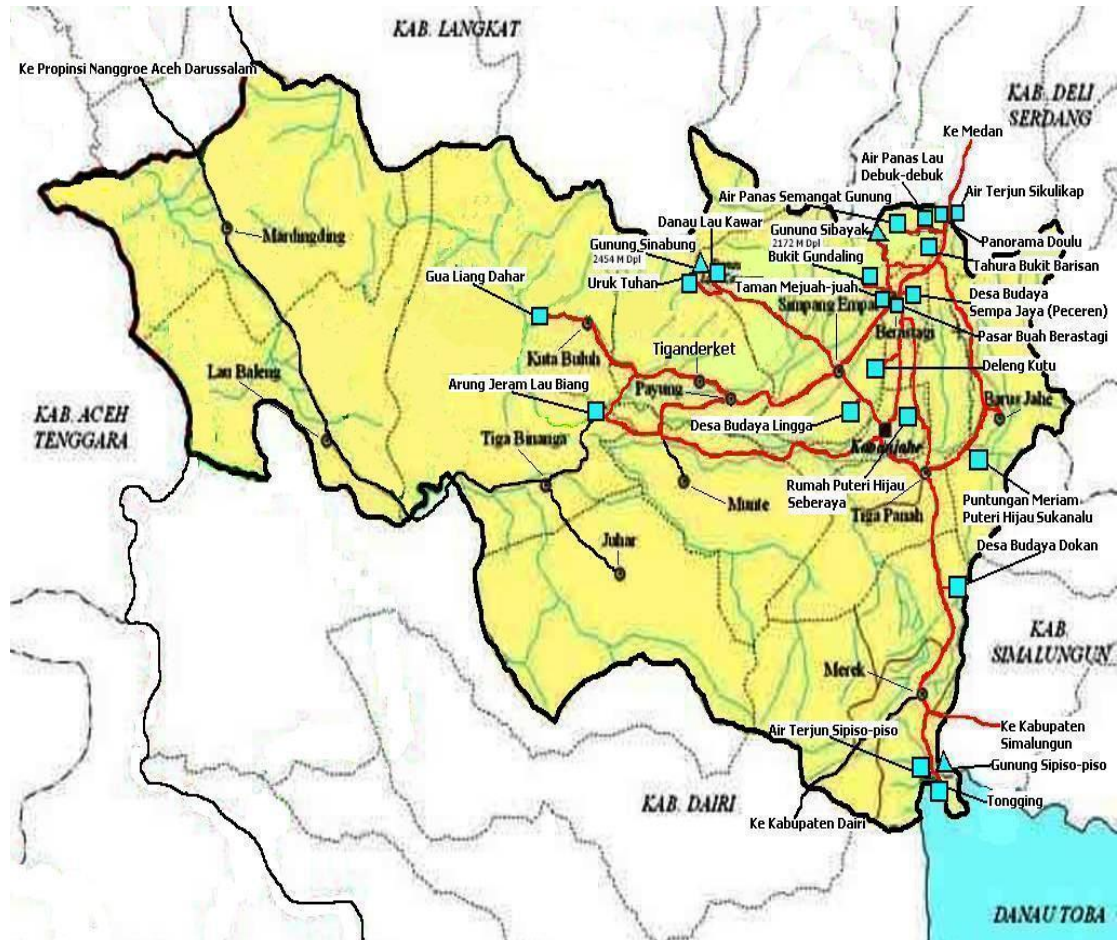 KAB. LANGKAT
Ke Propinsi Nanggroe Aceh Darussalam
KAB. DELI
SERDANG
Ke Medan
Air Panas Lau
Debuk-debuk
Air Terjun Sikulikap
Air Panas Semangat Gunung
Danau Lau Kawar
Gunung Sibayak
2172 M Dpl
Panorama Doulu
Mardingding
Gunung Sinabung
2454 M Dpl
Bukit Gundaling
Tahura Bukit Barisan
Gua Liang Dahar
Uruk Tuhan
Taman Mejuah-juah
Desa Budaya
Sempa Jaya (Peceren)
Simpang Empat
Berastagi
Pasar Buah Berastagi
Kuta Buluh
Tiganderket
Deleng Kutu
Lau Baleng
Arung Jeram Lau Biang
Payung
Barus Jahe
KAB. ACEH
TENGGARA
Desa Budaya Lingga
Tiga Binanga
Kabanjahe
Rumah Puteri Hijau
Seberaya
Munte
Tiga Panah
Puntungan Meriam
Puteri Hijau Sukanalu
Juhar
Desa Budaya Dokan
KAB.
SIMALUNGUN
Merek
Air Terjun Sipiso-piso
Ke Kabupaten
Simalungun
Gunung Sipiso-piso
KAB. DAIRI
Tongging
Ke Kabupaten Dairi
DANAU TOBA